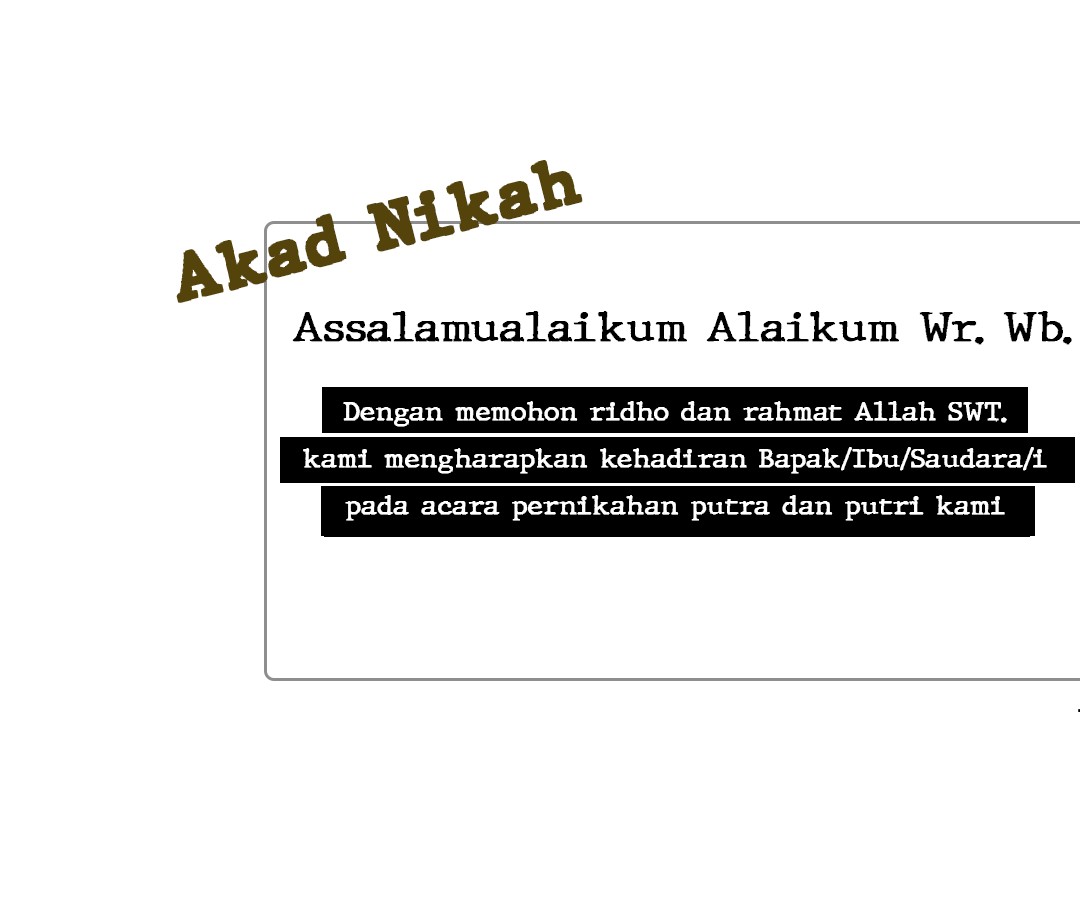 Akad Nikah
Assalamualaikum Alaikum Wr. Wb.
Dengan memohon ridho dan rahmat Allah SWT.
kami mengharapkan kehadiran Bapak/Ibu/Saudara/i
pada acara pernikahan putra dan putri kami